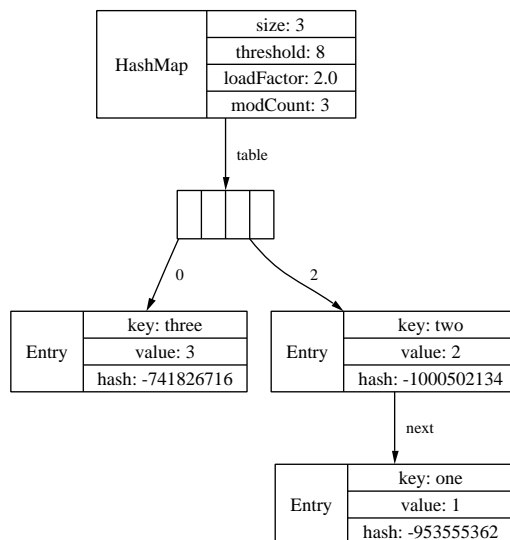 size: 3
threshold: 8
HashMap
loadFactor: 2.0
modCount: 3
table
0
2
key: three
key: two
Entry
value: 3
Entry
value: 2
hash: -741826716
hash: -1000502134
next
key: one
Entry
value: 1
hash: -953555362